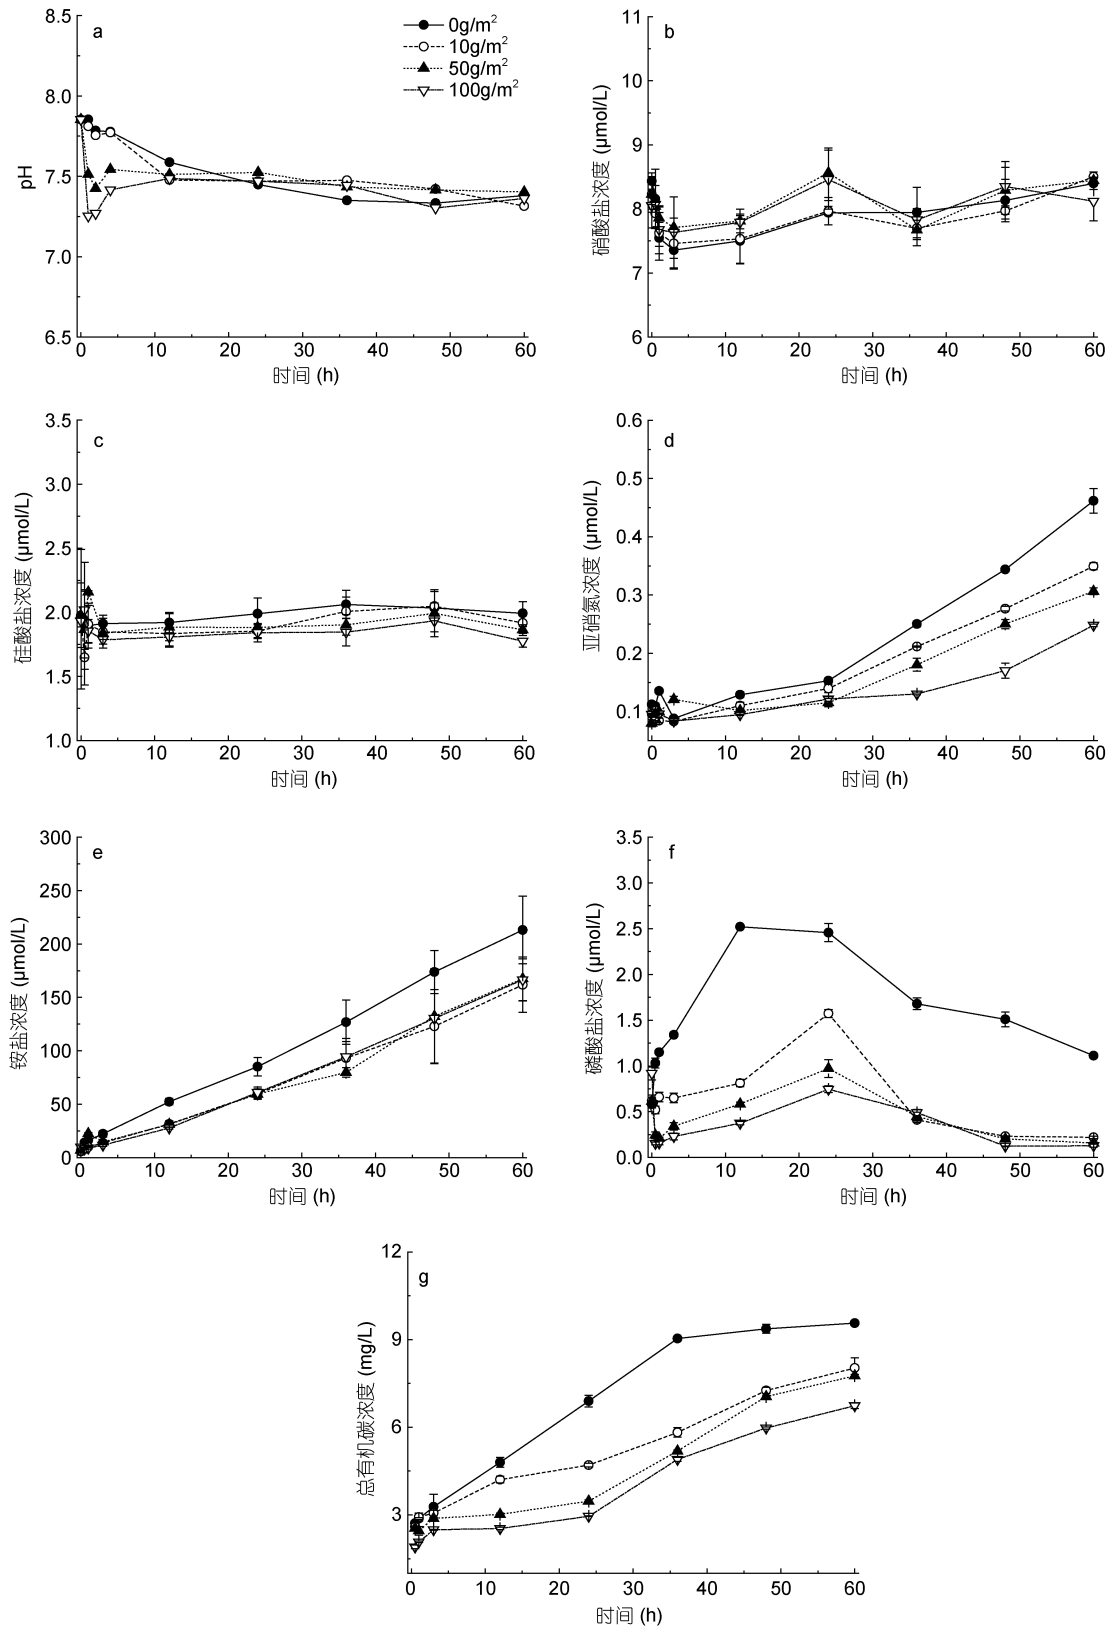 a
0g/m²
10g/m²
50g/m²
100g/m²
8.5
8.0
7.5
7.0
6.5
pH
0 10 20 30 40 50 60
时间 (h)
b
11
10
9
8
7
6
硝酸盐浓度 (μmol/L)
0 10 20 30 40 50 60
时间 (h)
c
3.5
3.0
2.5
2.0
1.5
1.0
硅酸盐浓度 (μmol/L)
0 10 20 30 40 50 60
时间 (h)
d
0.6
0.5
0.4
0.3
0.2
0.1
亚硝氮浓度 (μmol/L)
0 10 20 30 40 50 60
时间 (h)
e
300
250
200
150
100
50
0
铵盐浓度 (μmol/L)
0 10 20 30 40 50 60
时间 (h)
f
3.5
3.0
2.5
2.0
1.5
1.0
0.5
0.0
磷酸盐浓度 (μmol/L)
0 10 20 30 40 50 60
时间 (h)
g
12
9
6
3
总有机碳浓度 (mg/L)
0 10 20 30 40 50 60
时间 (h)